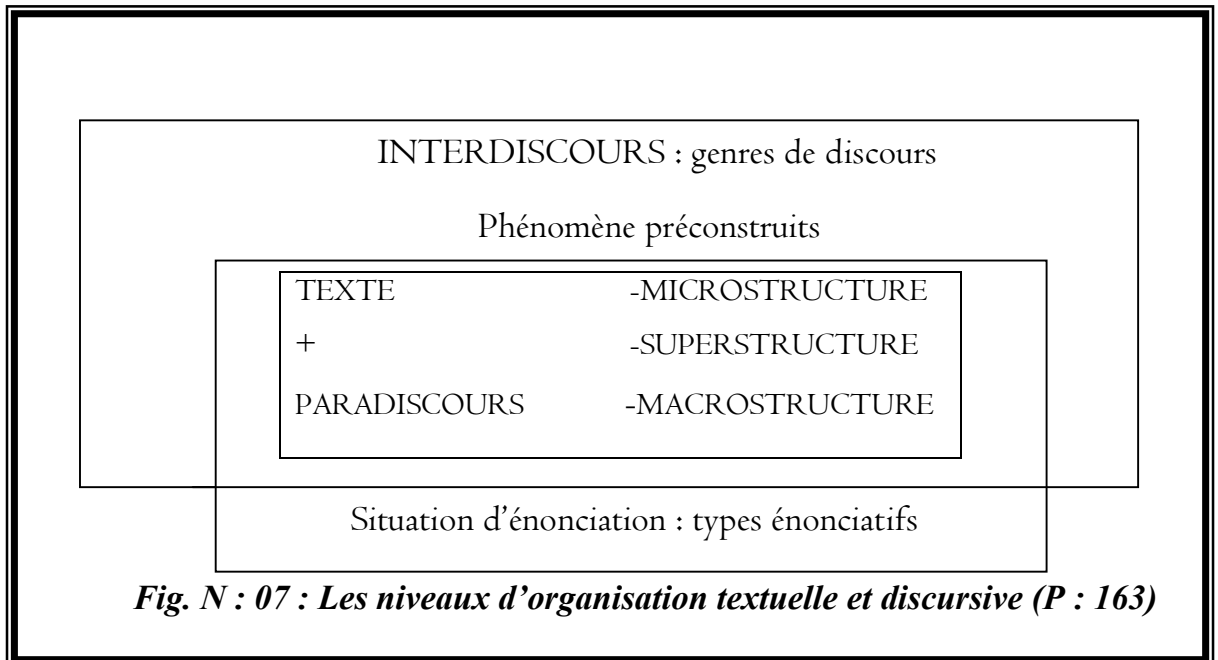 INTERDISCOURS : genres de discours
Phénomène préconstruits
TEXTE -MICROSTRUCTURE
+ -SUPERSTRUCTURE
PARADISCOURS -MACROSTRUCTURE
Situation d’énonciation : types énonciatifs
Fig. N : 07 : Les niveaux d’organisation textuelle et discursive (P : 163)